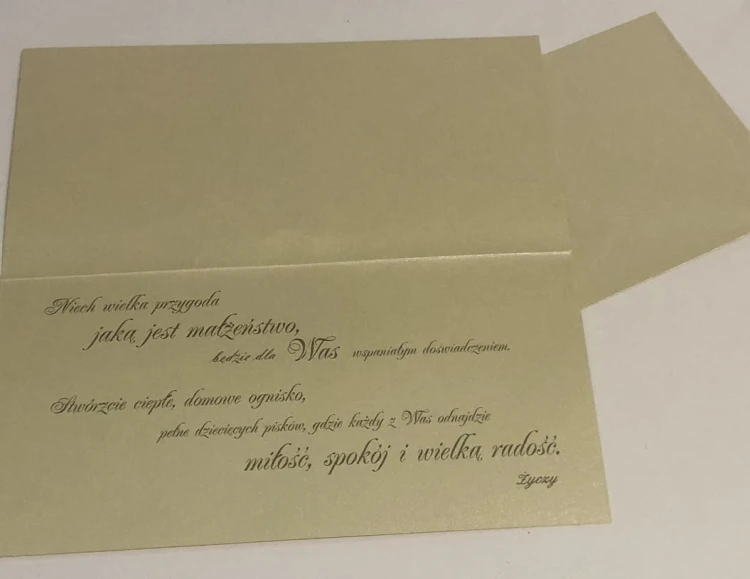 Niech wielka przygoda
jaką jest małżeństwo,
będzie dla Was wspaniałym doświadczeniem.
Stwórzcie ciepłe, domowe ognisko,
pełne dziecięcych pisków, gdzie każdy z Was odnajdzie
miłość, spokój i wielką radość.
Życzy